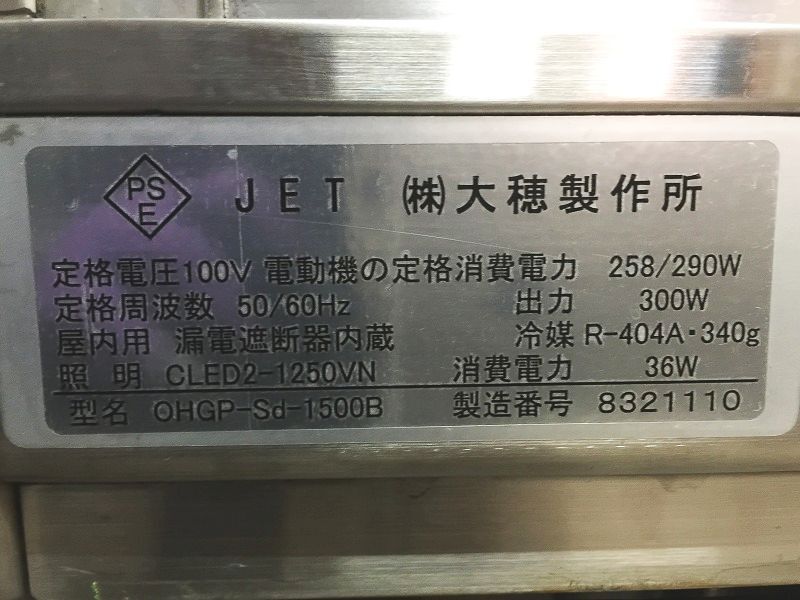 PS
E
JET ㈱大穂製作所
定格電圧100V 電動機の定格消費電力 258/290W
定格周波数 50/60Hz 出力 300W
屋内用 漏電遮断器内蔵 冷媒 R-404A・340g
照明 CLED2-1250VN 消費電力 36W
型名 OHGP-Sd-1500B 製造番号 8321110